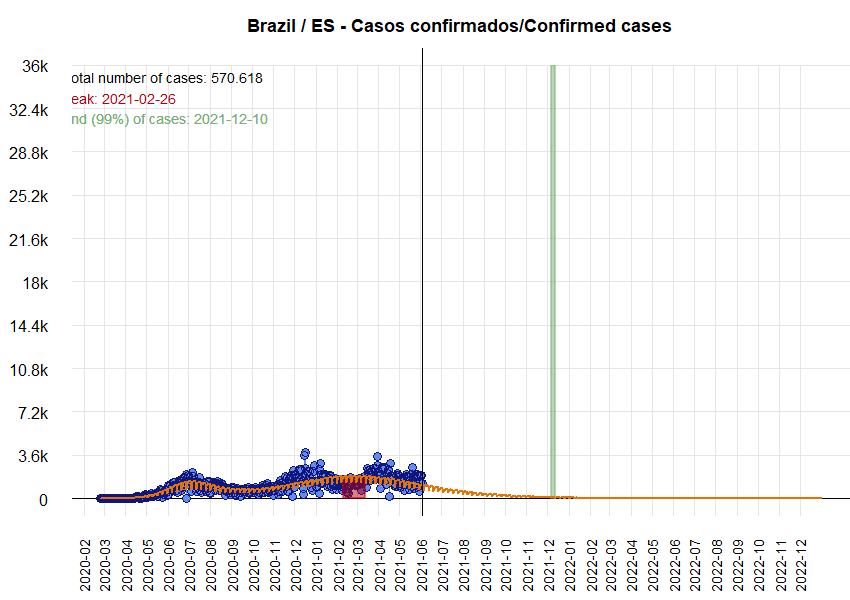 Brazil / ES - Casos confirmados/Confirmed cases
36k
32.4k
28.8k
25.2k
21.6k
18k
14.4k
10.8k
7.2k
3.6k
0
otal number of cases: 570.618
eak: 2021-02-26
nd (99%) of cases: 2021-12-10
2020-02
2020-03
2020-04
2020-05
2020-06
2020-07
2020-08
2020-09
2020-10
2020-11
2020-12
2021-01
2021-02
2021-03
2021-04
2021-05
2021-06
2021-07
2021-08
2021-09
2021-10
2021-11
2021-12
2022-01
2022-02
2022-03
2022-04
2022-05
2022-06
2022-07
2022-08
2022-09
2022-10
2022-11
2022-12